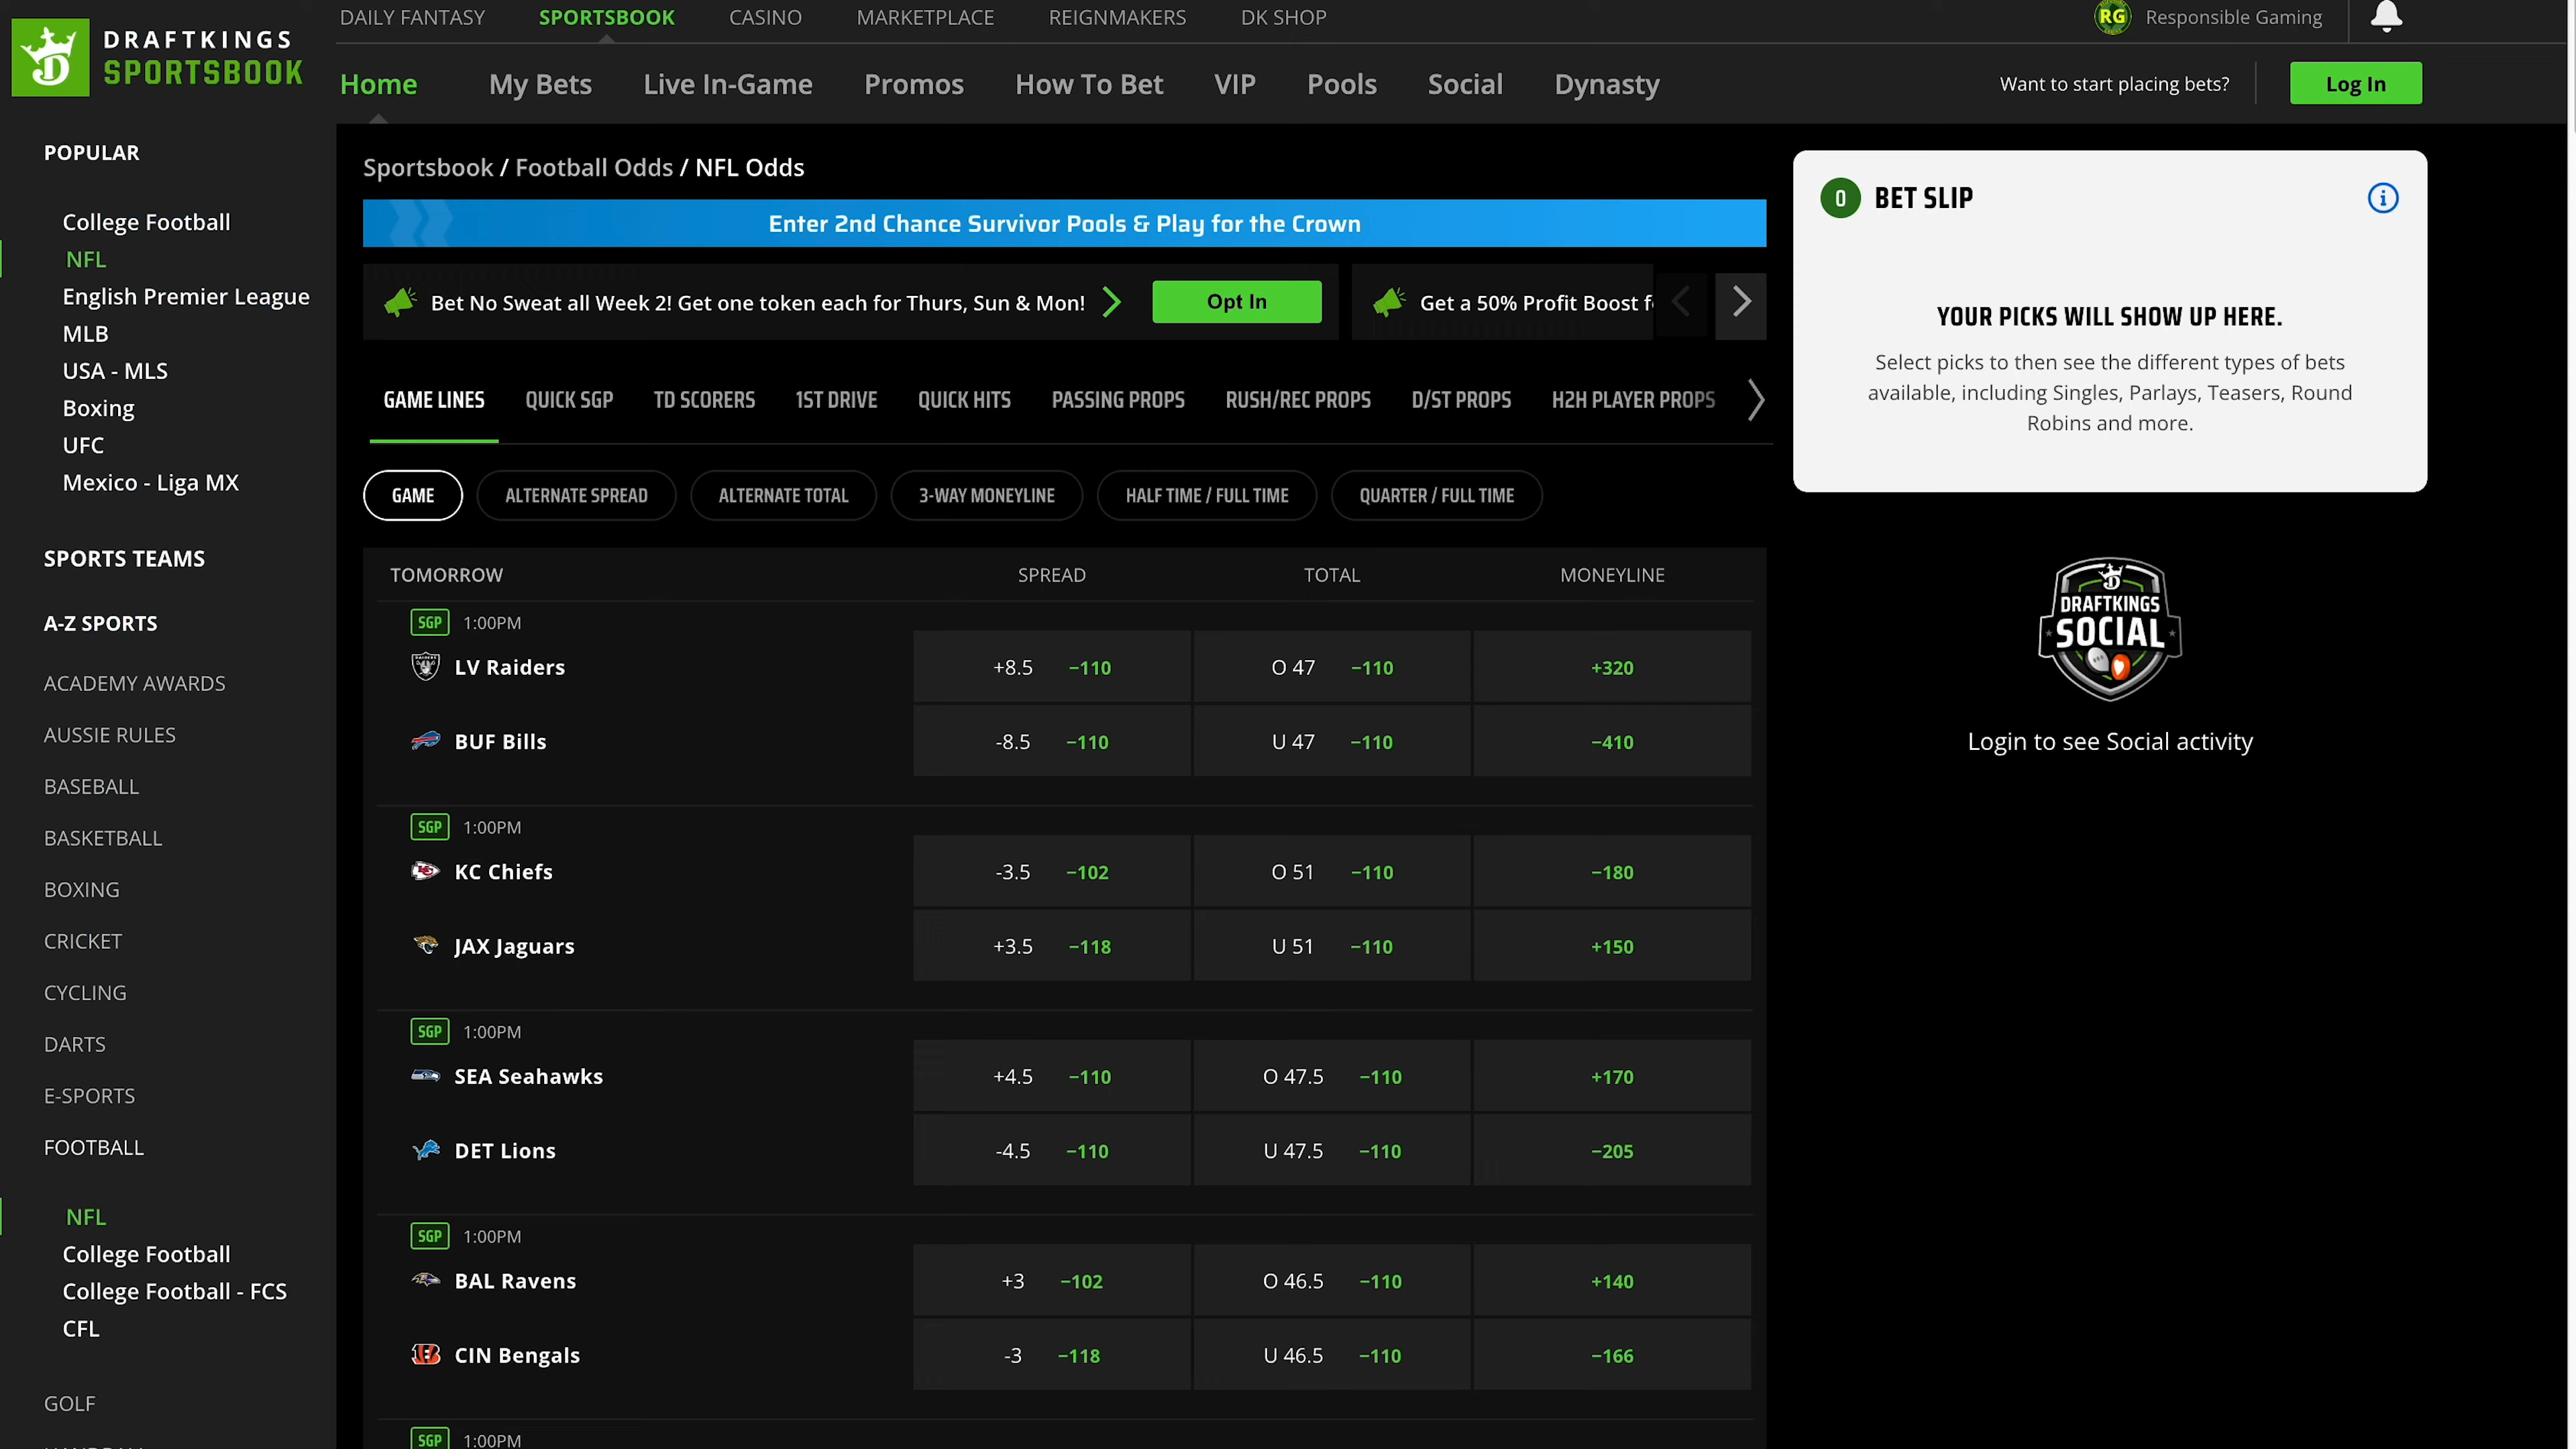 DRAFTKINGS
SPORTSBOOK
DAILY FANTASY SPORTSBOOK CASINO MARKETPLACE REIGNMAKERS DK SHOP
RG Responsible Gaming
Home My Bets Live In-Game Promos How To Bet VIP Pools Social Dynasty
Want to start placing bets? Log In
POPULAR
College Football
NFL
English Premier League
MLB
USA - MLS
Boxing
UFC
Mexico - Liga MX
SPORTS TEAMS
A-Z SPORTS
ACADEMY AWARDS
AUSSIE RULES
BASEBALL
BASKETBALL
BOXING
CRICKET
CYCLING
DARTS
E-SPORTS
FOOTBALL
NFL
College Football
College Football - FCS
CFL
GOLF
Sportsbook / Football Odds / NFL Odds
Enter 2nd Chance Survivor Pools & Play for the Crown
Bet No Sweat all Week 2! Get one token each for Thurs, Sun & Mon! Opt In Get a 50% Profit Boost
GAME LINES QUICK SGP TD SCORERS 1ST DRIVE QUICK HITS PASSING PROPS RUSH/REC PROPS D/ST PROPS H2H PLAYER PROPS
GAME ALTERNATE SPREAD ALTERNATE TOTAL 3-WAY MONEYLINE HALF TIME / FULL TIME QUARTER / FULL TIME
TOMORROW SPREAD TOTAL MONEYLINE
SGP 1:00PM
LV Raiders +8.5 −110 O 47 −110 +320
BUF Bills -8.5 −110 U 47 −110 −410
SGP 1:00PM
KC Chiefs -3.5 −102 O 51 −110 −180
JAX Jaguars +3.5 −118 U 51 −110 +150
SGP 1:00PM
SEA Seahawks +4.5 −110 O 47.5 −110 +170
DET Lions -4.5 −110 U 47.5 −110 −205
SGP 1:00PM
BAL Ravens +3 −102 O 46.5 −110 +140
CIN Bengals -3 −118 U 46.5 −110 −166
SGP 1:00PM
0 BET SLIP
YOUR PICKS WILL SHOW UP HERE.
Select picks to then see the different types of bets
available, including Singles, Parlays, Teasers, Round
Robins and more.
DRAFTKINGS
SOCIAL
Login to see Social activity